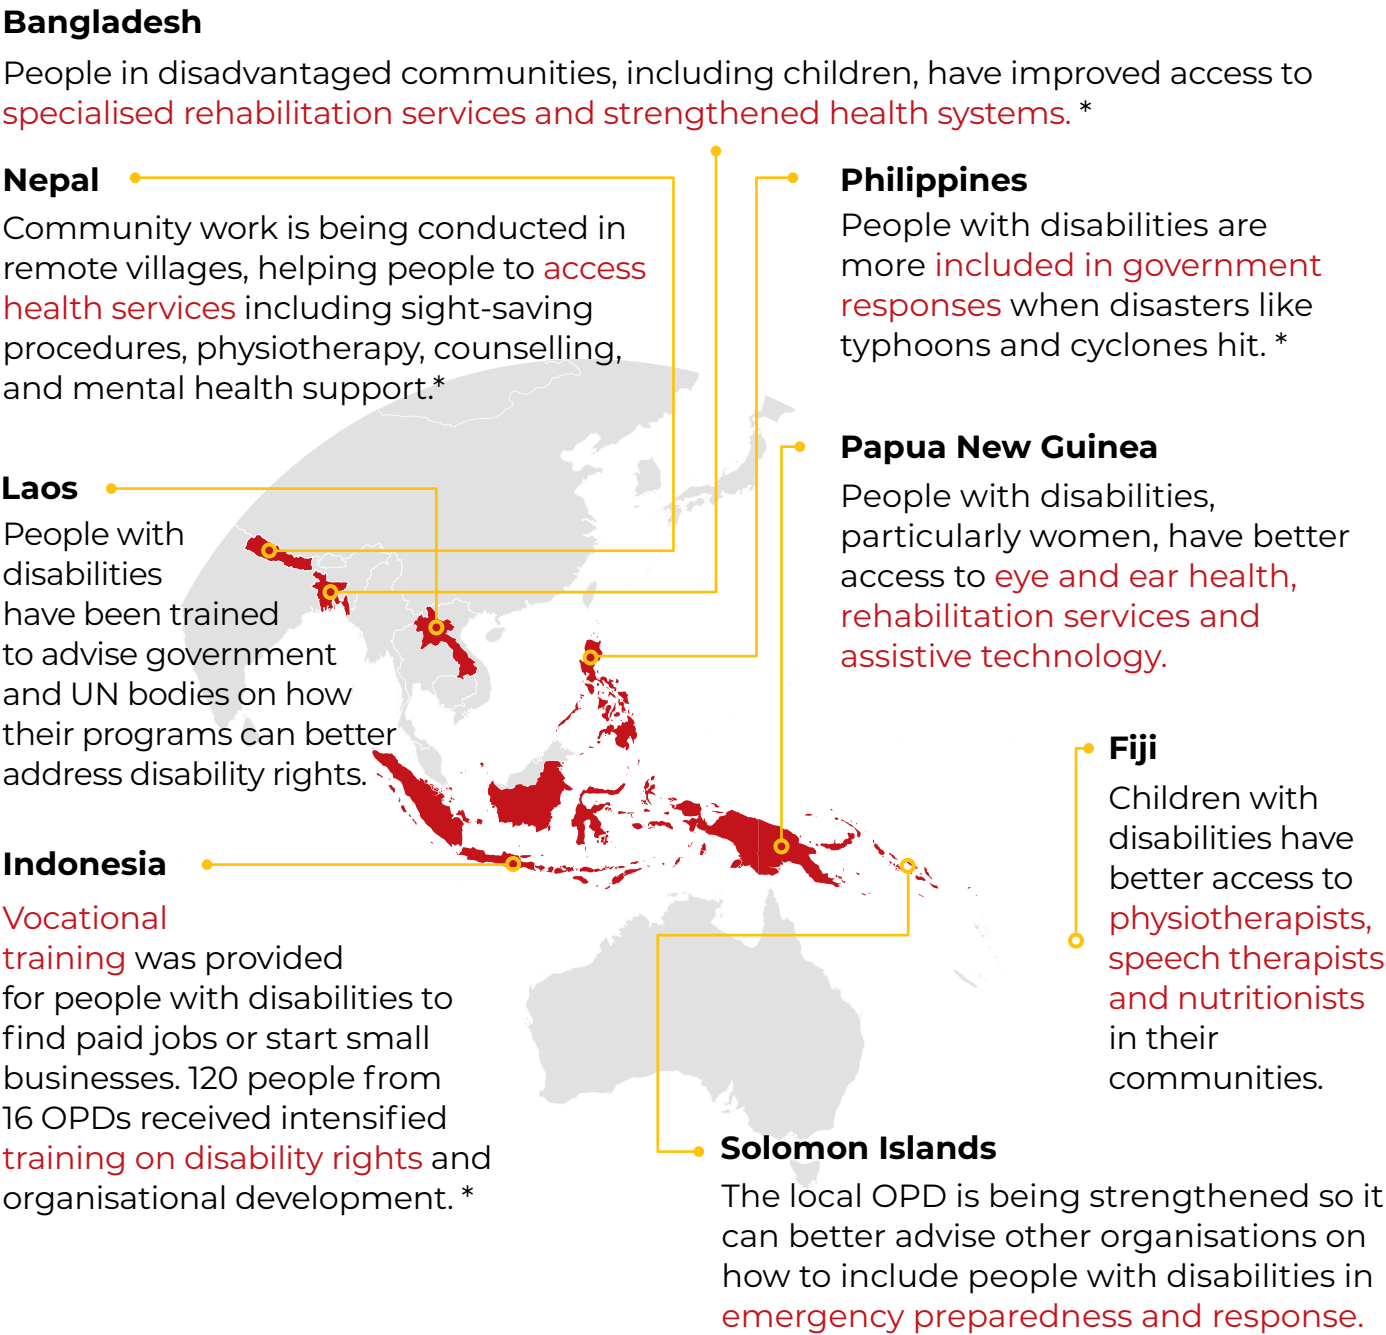 Bangladesh
People in disadvantaged communities, including children, have improved access to
specialised rehabilitation services and strengthened health systems. *
Nepal
Community work is being conducted in
remote villages, helping people to access
health services including sight-saving
procedures, physiotherapy, counselling,
and mental health support.*
Philippines
People with disabilities are
more included in government
responses when disasters like
typhoons and cyclones hit. *
Papua New Guinea
People with disabilities,
particularly women, have better
access to eye and ear health,
rehabilitation services and
assistive technology.
Laos
People with
disabilities
have been trained
to advise government
and UN bodies on how
their programs can better
address disability rights.
Fiji
Children with
disabilities have
better access to
physiotherapists,
speech therapists
and nutritionists
in their
communities.
Indonesia
Vocational
training was provided
for people with disabilities to
find paid jobs or start small
businesses. 120 people from
16 OPDs received intensified
training on disability rights and
organisational development. *
Solomon Islands
The local OPD is being strengthened so it
can better advise other organisations on
how to include people with disabilities in
emergency preparedness and response.